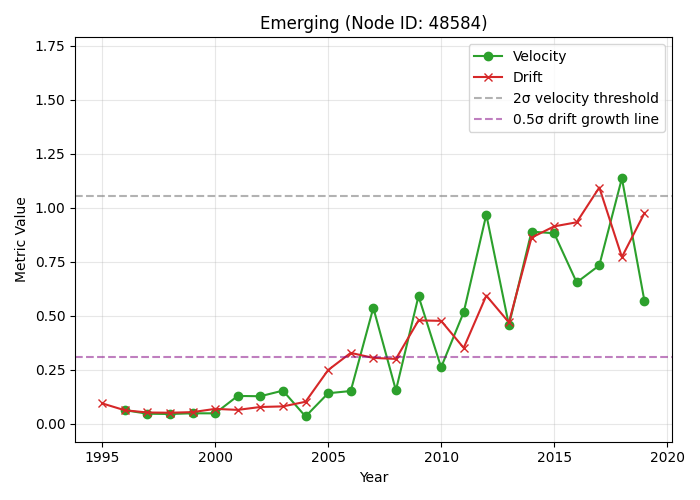 Emerging (Node ID: 48584)
Metric Value
1.75
1.50
1.25
1.00
0.75
0.50
0.25
0.00
Velocity
Drift
2σ velocity threshold
0.5σ drift growth line
1995
2000
2005
2010
2015
2020
Year